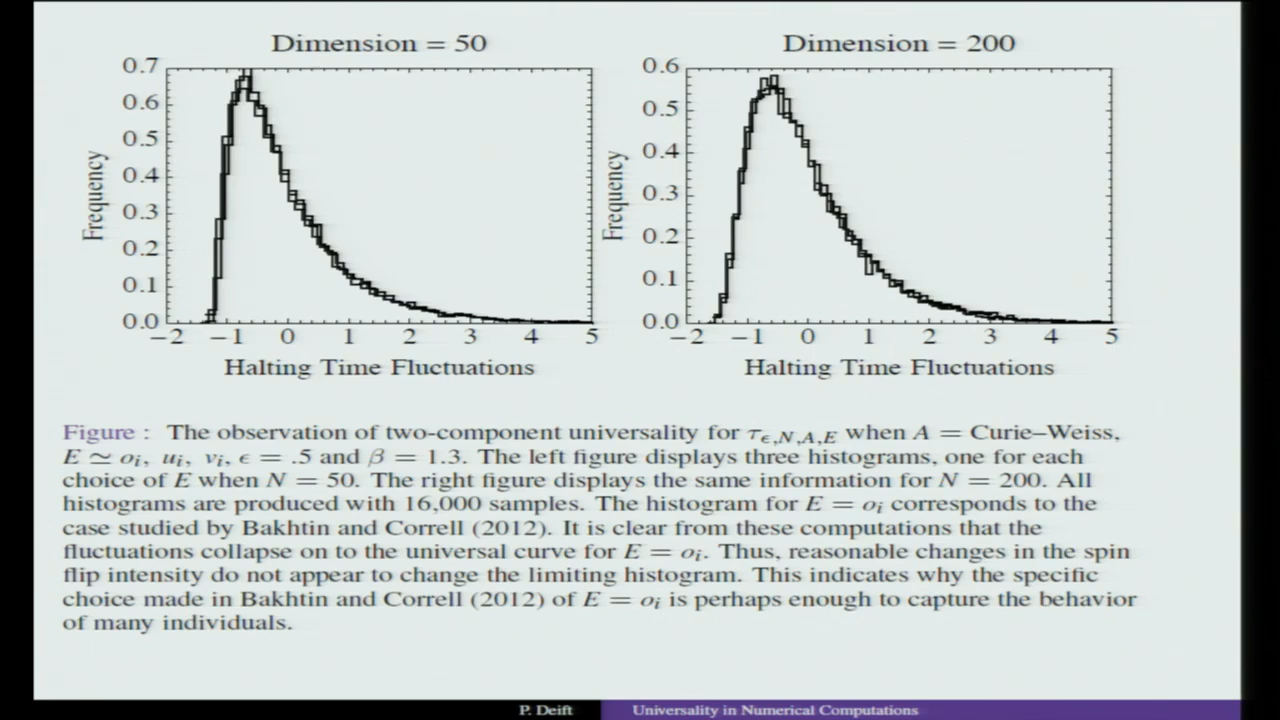 Dimension = 50
0.7
0.6
0.5
0.4
0.3
0.2
0.1
0.0
Frequency
−2 −1 0 1 2 3 4 5
Halting Time Fluctuations
Dimension = 200
0.6
0.5
0.4
0.3
0.2
0.1
0.0
Frequency
−2 −1 0 1 2 3 4 5
Halting Time Fluctuations
Figure : The observation of two-component universality for τϵ,N,A,E when A = Curie–Weiss,
E ≃ oi, ui, vi, ϵ = .5 and β = 1.3. The left figure displays three histograms, one for each
choice of E when N = 50. The right figure displays the same information for N = 200. All
histograms are produced with 16,000 samples. The histogram for E = oi corresponds to the
case studied by Bakhtin and Correll (2012). It is clear from these computations that the
fluctuations collapse on to the universal curve for E = oi. Thus, reasonable changes in the spin
flip intensity do not appear to change the limiting histogram. This indicates why the specific
choice made in Bakhtin and Correll (2012) of E = oi is perhaps enough to capture the behavior
of many individuals.
P. Deift Universality in Numerical Computations